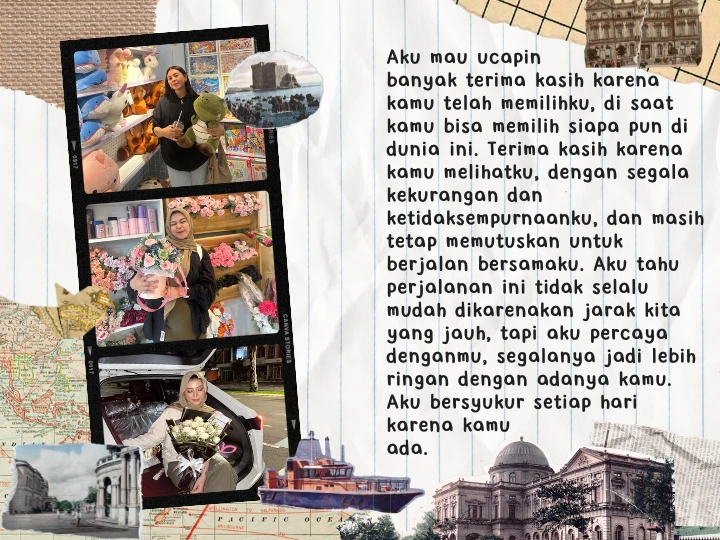 Aku mau ucapin
banyak terima kasih karena
kamu telah memilihku, di saat
kamu bisa memilih siapa pun di
dunia ini. Terima kasih karena
kamu melihatku, dengan segala
kekurangan dan
ketidaksempurnaanku, dan masih
tetap memutuskan untuk
berjalan bersamaku. Aku tahu
perjalanan ini tidak selalu
mudah dikarenakan jarak kita
yang jauh, tapi aku percaya
denganmu, segalanya jadi lebih
ringan dengan adanya kamu.
Aku bersyukur setiap hari
karena kamu
ada.
CANVA STORIES
PACIFIC OCEA